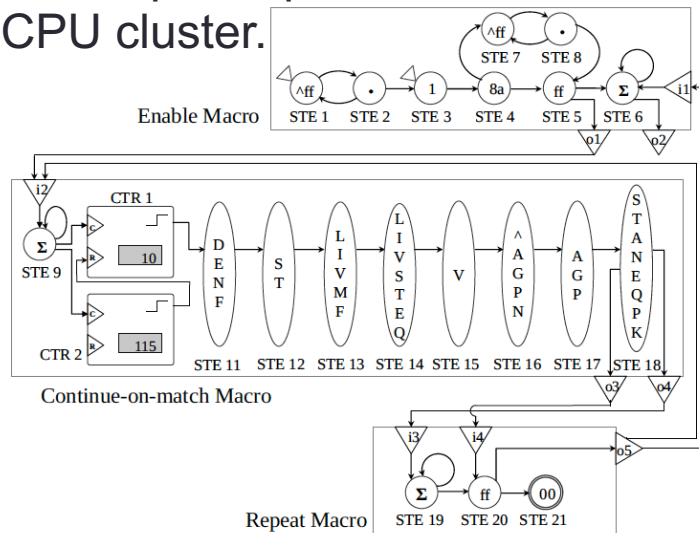 CPU cluster.
^ff
•
STE 7 STE 8
^ff
•
1
8a
ff
Σ
i1
Enable Macro
STE 1 STE 2 STE 3 STE 4 STE 5 STE 6
o1
o2
i2
CTR 1
C
R
10
Σ
STE 9
C
R
115
CTR 2
D
E
N
F
S
T
L
I
V
M
F
L
I
V
S
T
E
Q
V
^
A
G
P
N
A
G
P
S
T
A
N
E
Q
P
K
STE 11 STE 12 STE 13 STE 14 STE 15 STE 16 STE 17 STE 18
o3
o4
Continue-on-match Macro
i3
i4
o5
Σ
ff
00
Repeat Macro
STE 19 STE 20 STE 21